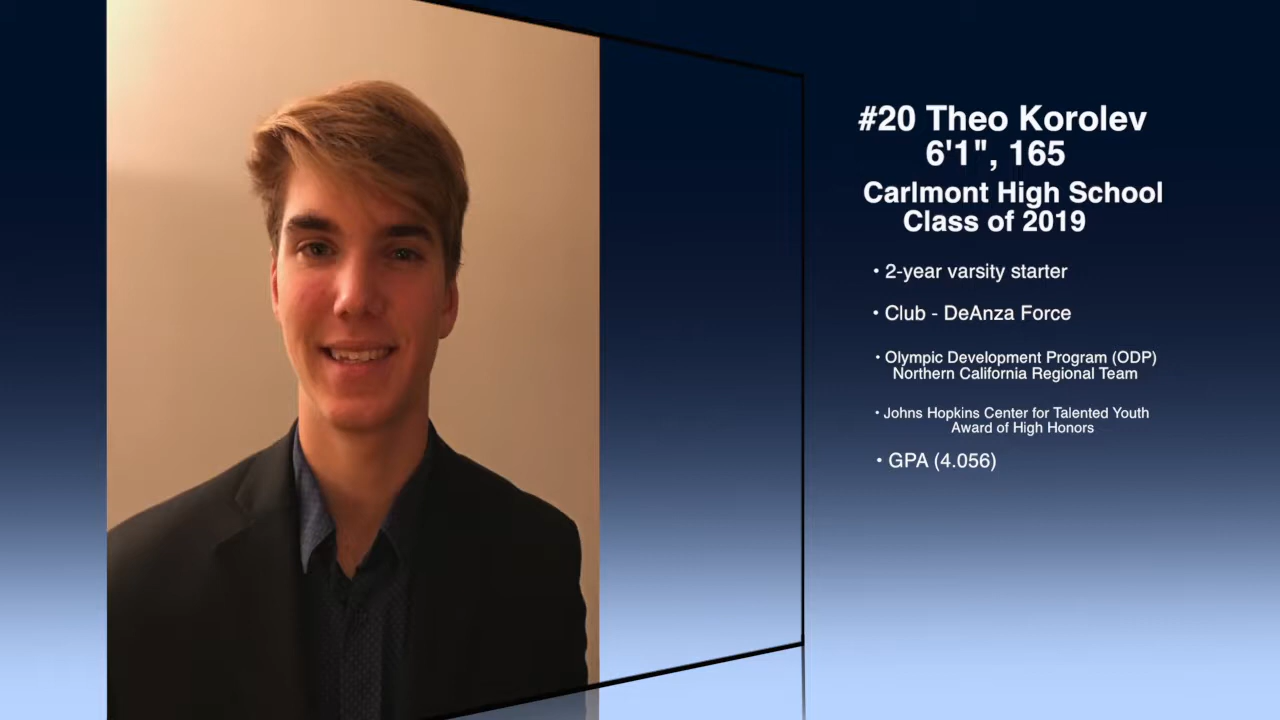 #20 Theo Korolev
6'1", 165
Carlmont High School
Class of 2019
• 2-year varsity starter
• Club - DeAnza Force
• Olympic Development Program (ODP)
Northern California Regional Team
• Johns Hopkins Center for Talented Youth
Award of High Honors
• GPA (4.056)